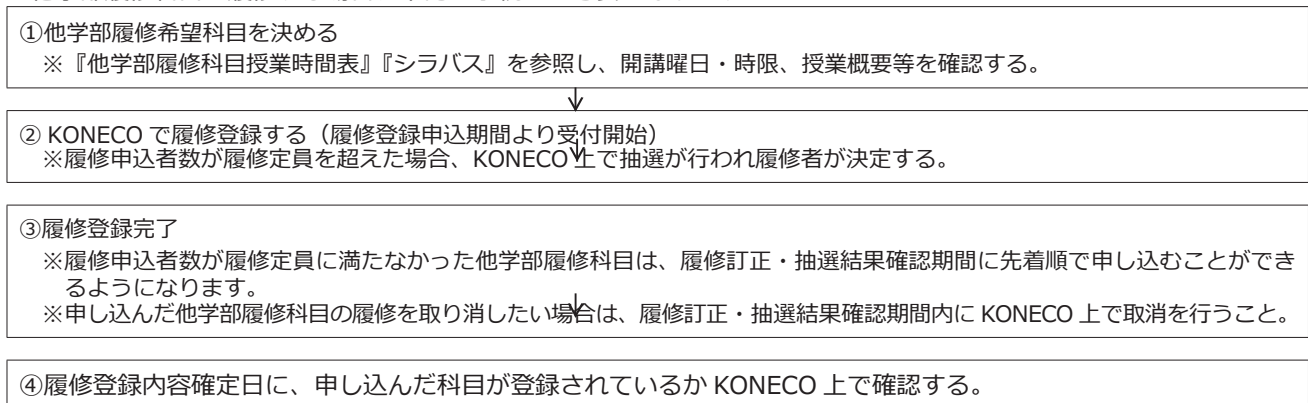 ①他学部履修希望科目を決める
※『他学部履修科目授業時間表』『シラバス』を参照し、開講曜日・時限、授業概要等を確認する。
② KONECO で履修登録する（履修登録申込期間より受付開始）
※履修申込者数が履修定員を超えた場合、KONECO 上で抽選が行われ履修者が決定する。
③履修登録完了
※履修申込者数が履修定員に満たなかった他学部履修科目は、履修訂正・抽選結果確認期間に先着順で申し込むことができ
るようになります。
※申し込んだ他学部履修科目の履修を取り消したい場合は、履修訂正・抽選結果確認期間内に KONECO 上で取消を行うこと。
④履修登録内容確定日に、申し込んだ科目が登録されているか KONECO 上で確認する。